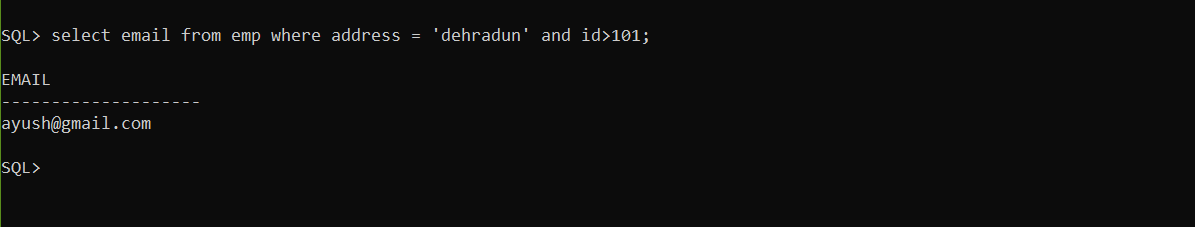 SQL> select email from emp where address = 'dehradun' and id>101;
EMAIL
--------------------
ayush@gmail.com
SQL>